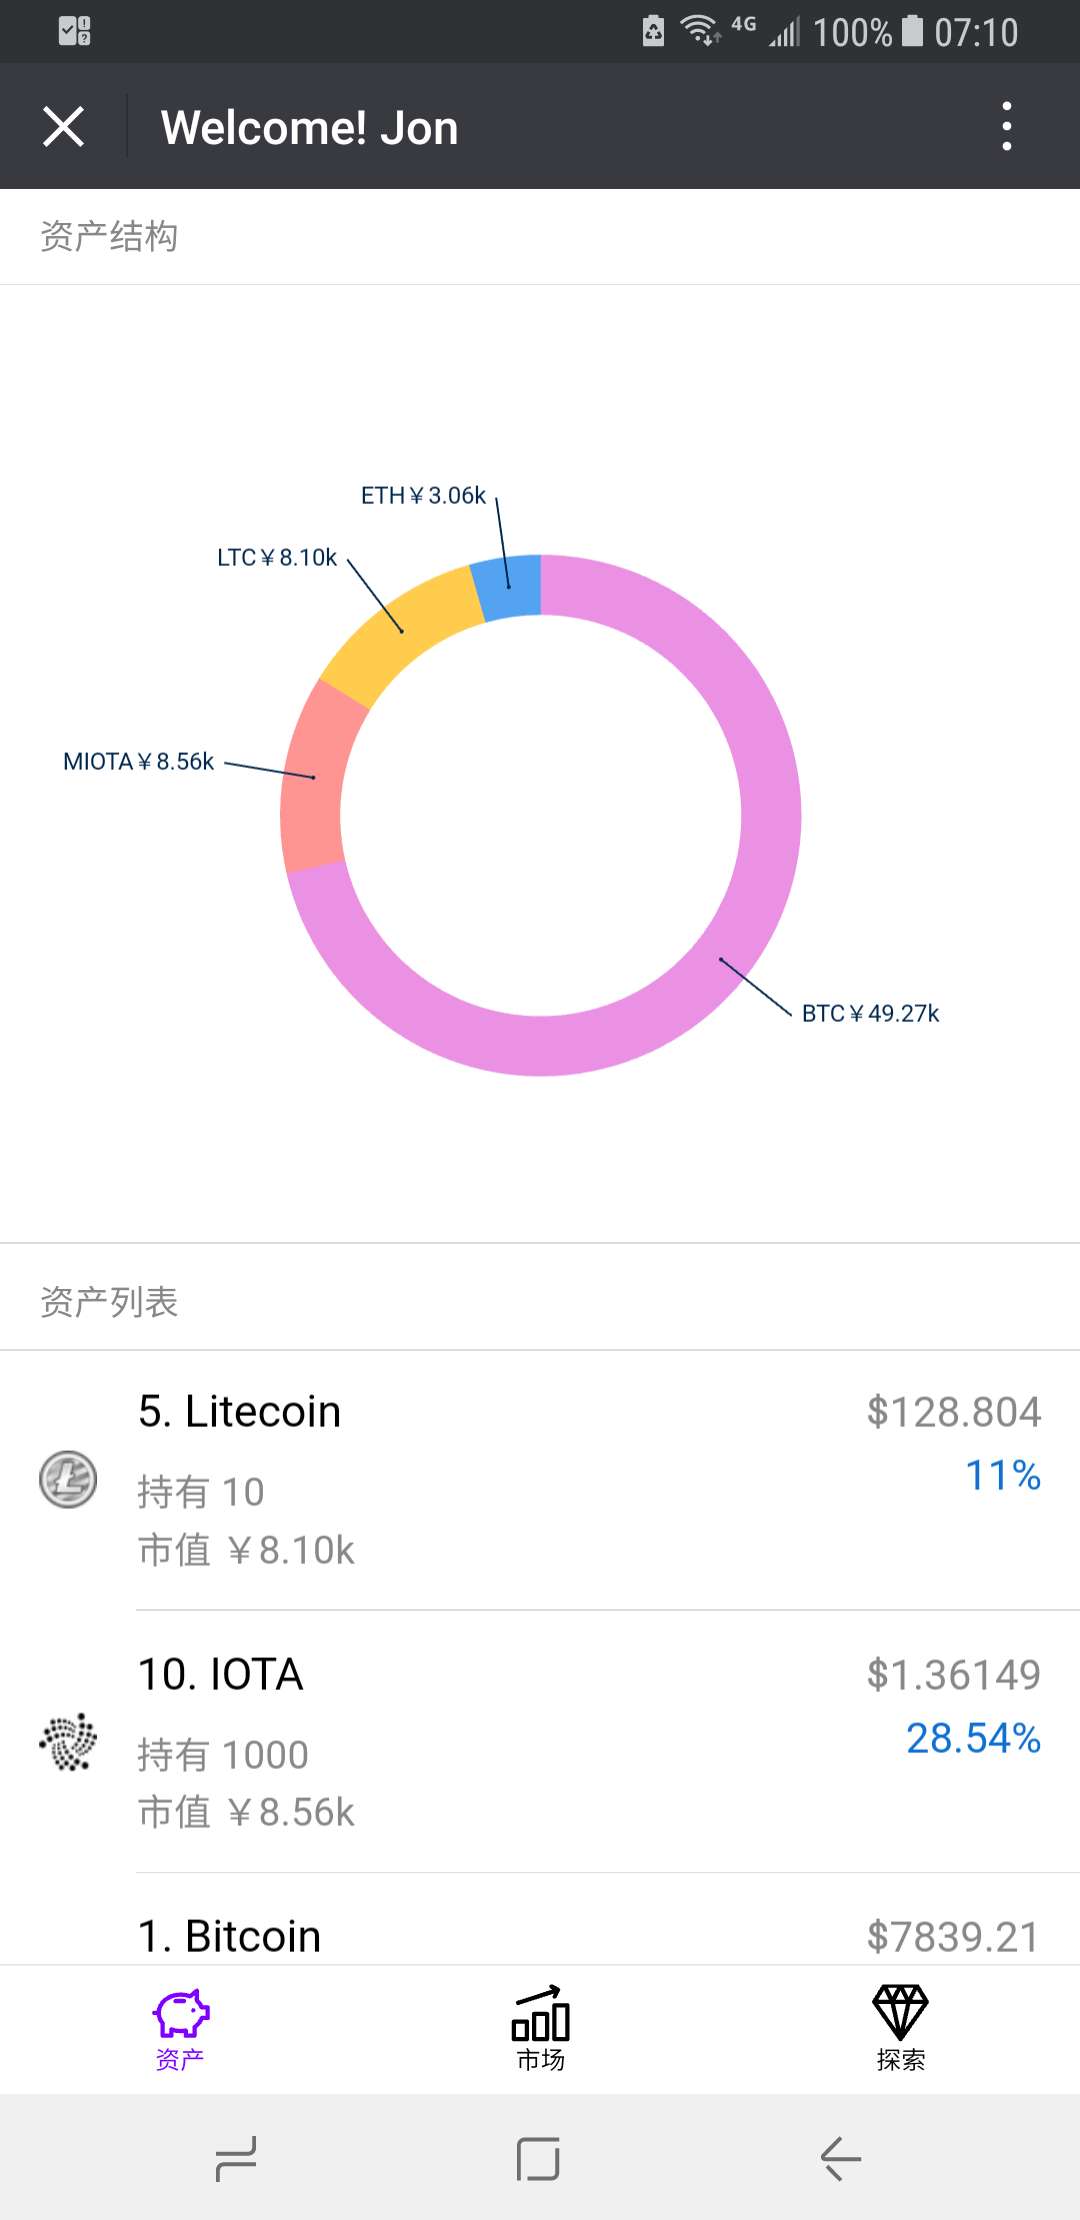 4G 100% 07:10
Welcome! Jon
资产结构
ETH¥3.06k
LTC¥8.10k
MIOTA¥8.56k
BTC¥49.27k
资产列表
5. Litecoin $128.804
11%
持有 10
市值 ¥8.10k
10. IOTA $1.36149
28.54%
持有 1000
市值 ¥8.56k
1. Bitcoin $7839.21
资产 市场 探索